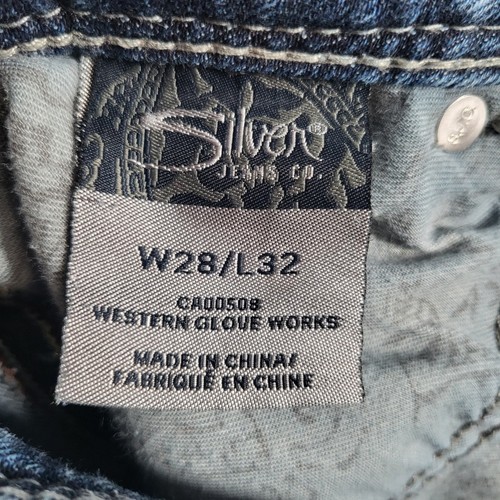 Silver®
JEANS CO.
W28/L32
CA00508
WESTERN GLOVE WORKS
MADE IN CHINA/
FABRIQUÉ EN CHINE